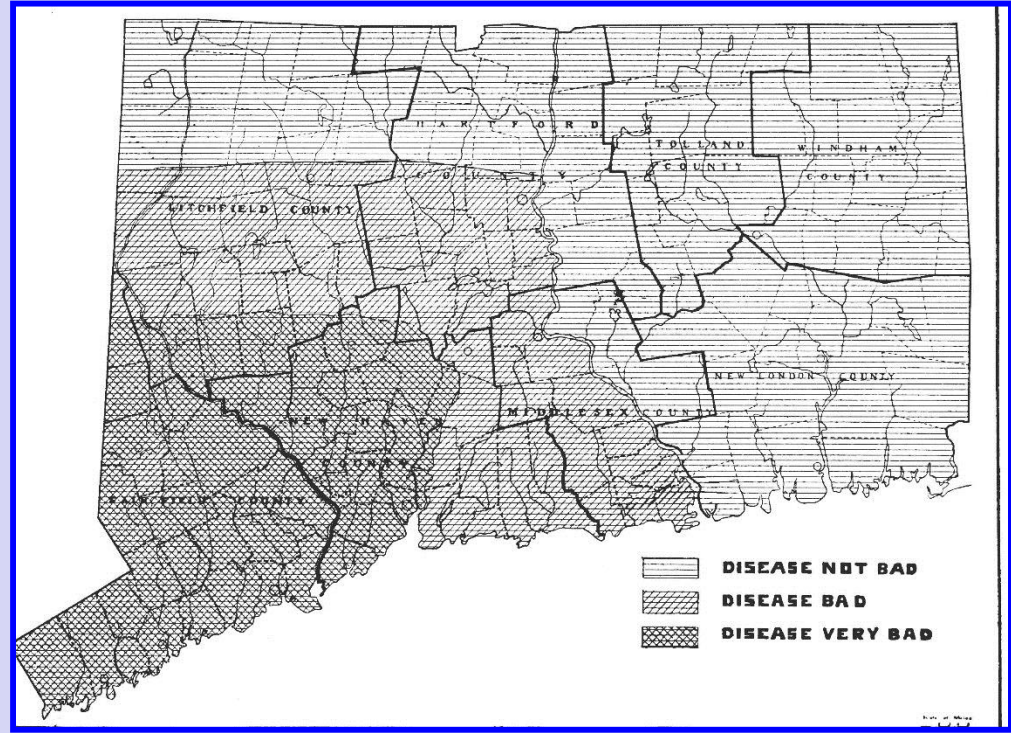 HARTFORD
COUNTY
TOLLAND
COUNTY
WINDHAM
COUNTY
LITCHFIELD COUNTY
NEW LONDON COUNTY
MIDDLESEX COUNTY
NEW HAVEN
COUNTY
FAIRFIELD COUNTY
DISEASE NOT BAD
DISEASE BAD
DISEASE VERY BAD